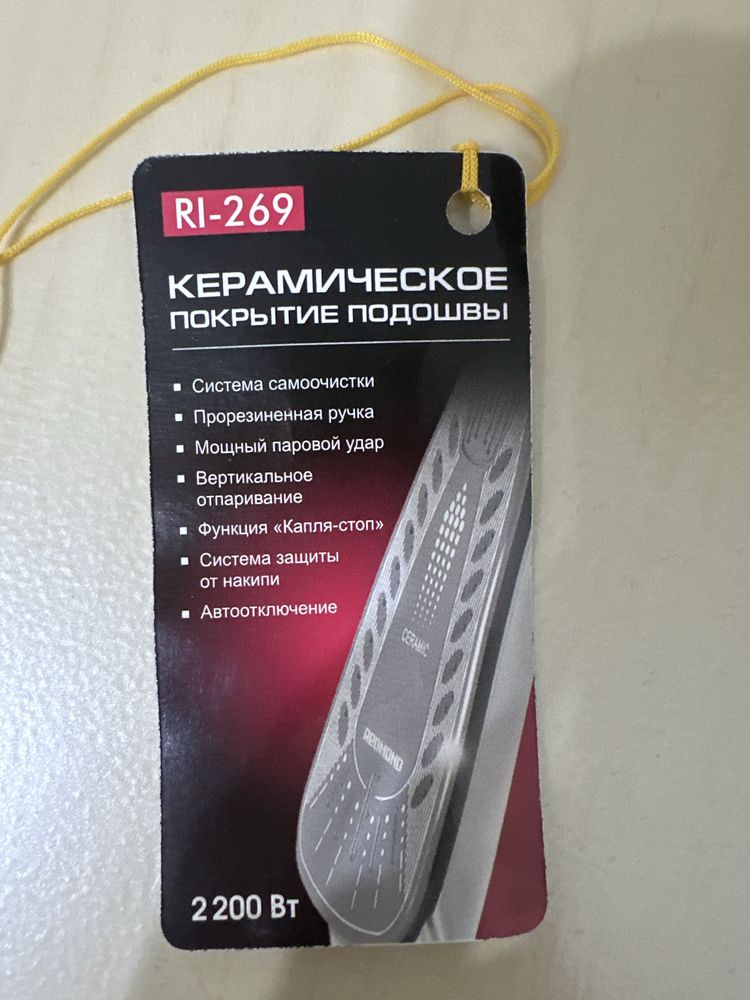 RI-269
КЕРАМИЧЕСКОЕ
ПОКРЫТИЕ ПОДОШВЫ
Система самоочистки
Прорезиненная ручка
Мощный паровой удар
Вертикальное
отпаривание
Функция «Капля-стоп»
Система защиты
от накипи
Автоотключение
CERAMIC
REDMOND
2 200 Вт